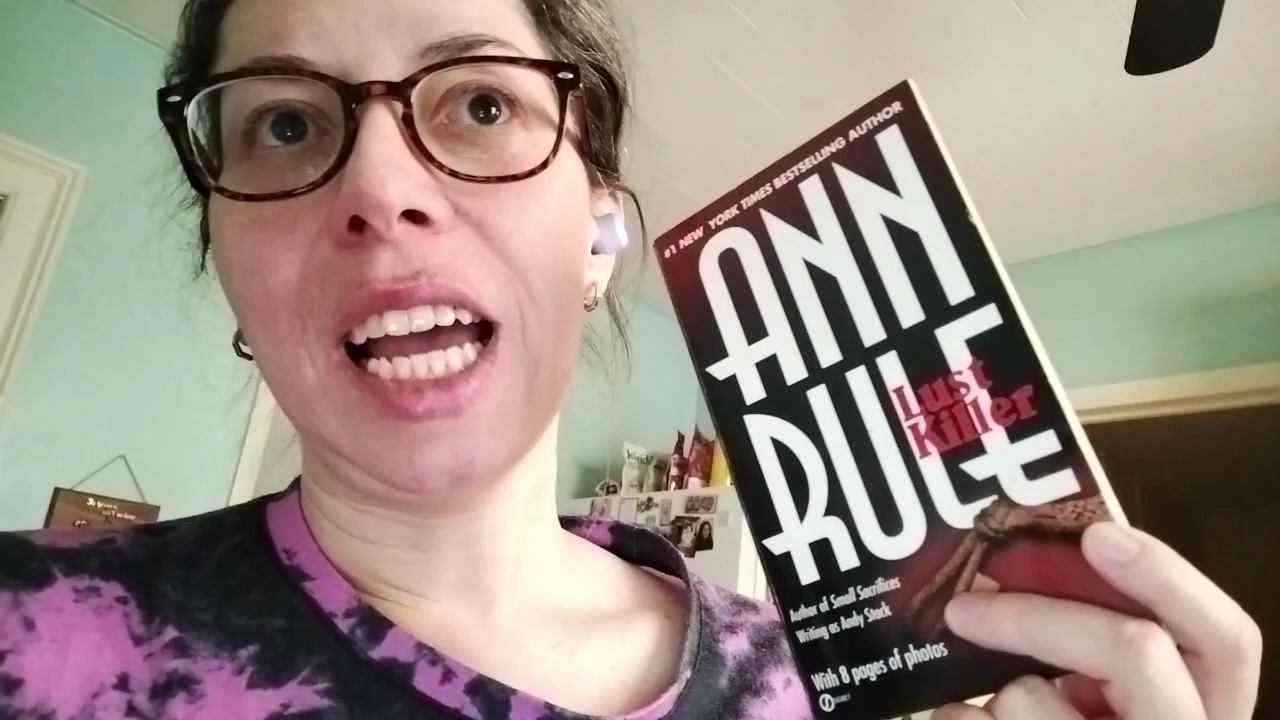 #1 NEW YORK TIMES BESTSELLING AUTHOR
ANN
RULE
Lust
Killer
Author of Small Sacrifices
Writing as Andy Stack
With 8 pages of photos
SIGNET